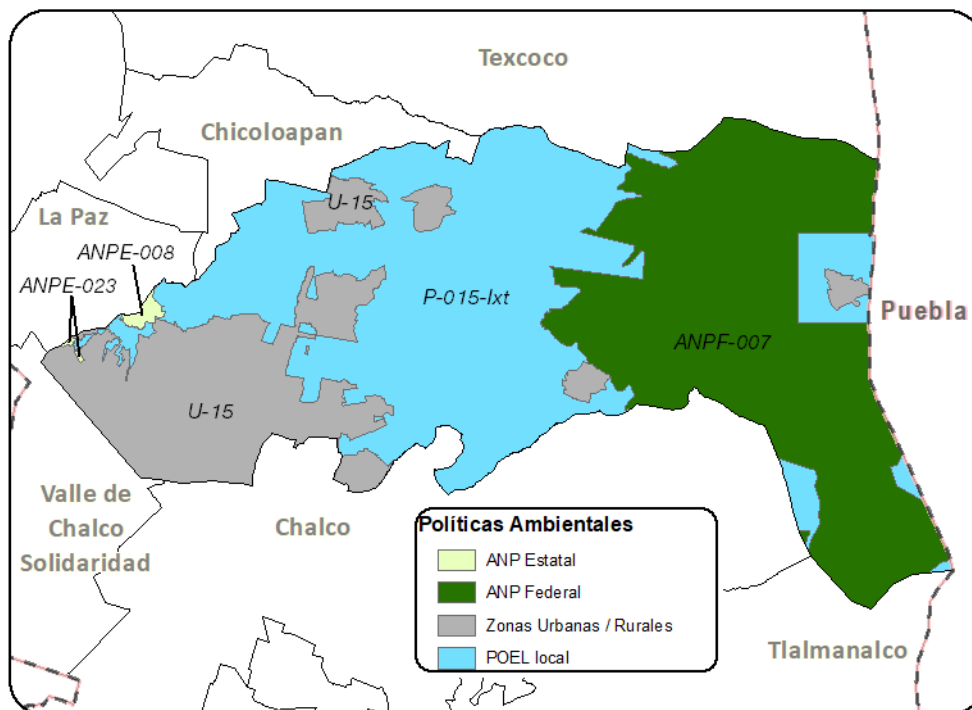 Texcoco
Chicoloapan
La Paz
U-15
ANPE-008
ANPE-023
P-015-Ixt
Puebla
ANPF-007
U-15
Valle de
Chalco
Solidaridad
Chalco
Políticas Ambientales
ANP Estatal
ANP Federal
Zonas Urbanas / Rurales
POEL local
Tlalmanalco